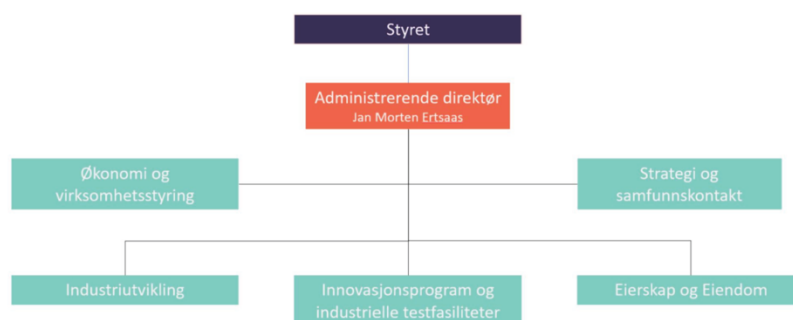 Styret
Administrerende direktør
Jan Morten Ertsaas
Økonomi og
virksomhetsstyring
Strategi og
samfunnskontakt
Industriutvikling
Innovasjonsprogram og
industrielle testfasiliteter
Eierskap og Eiendom